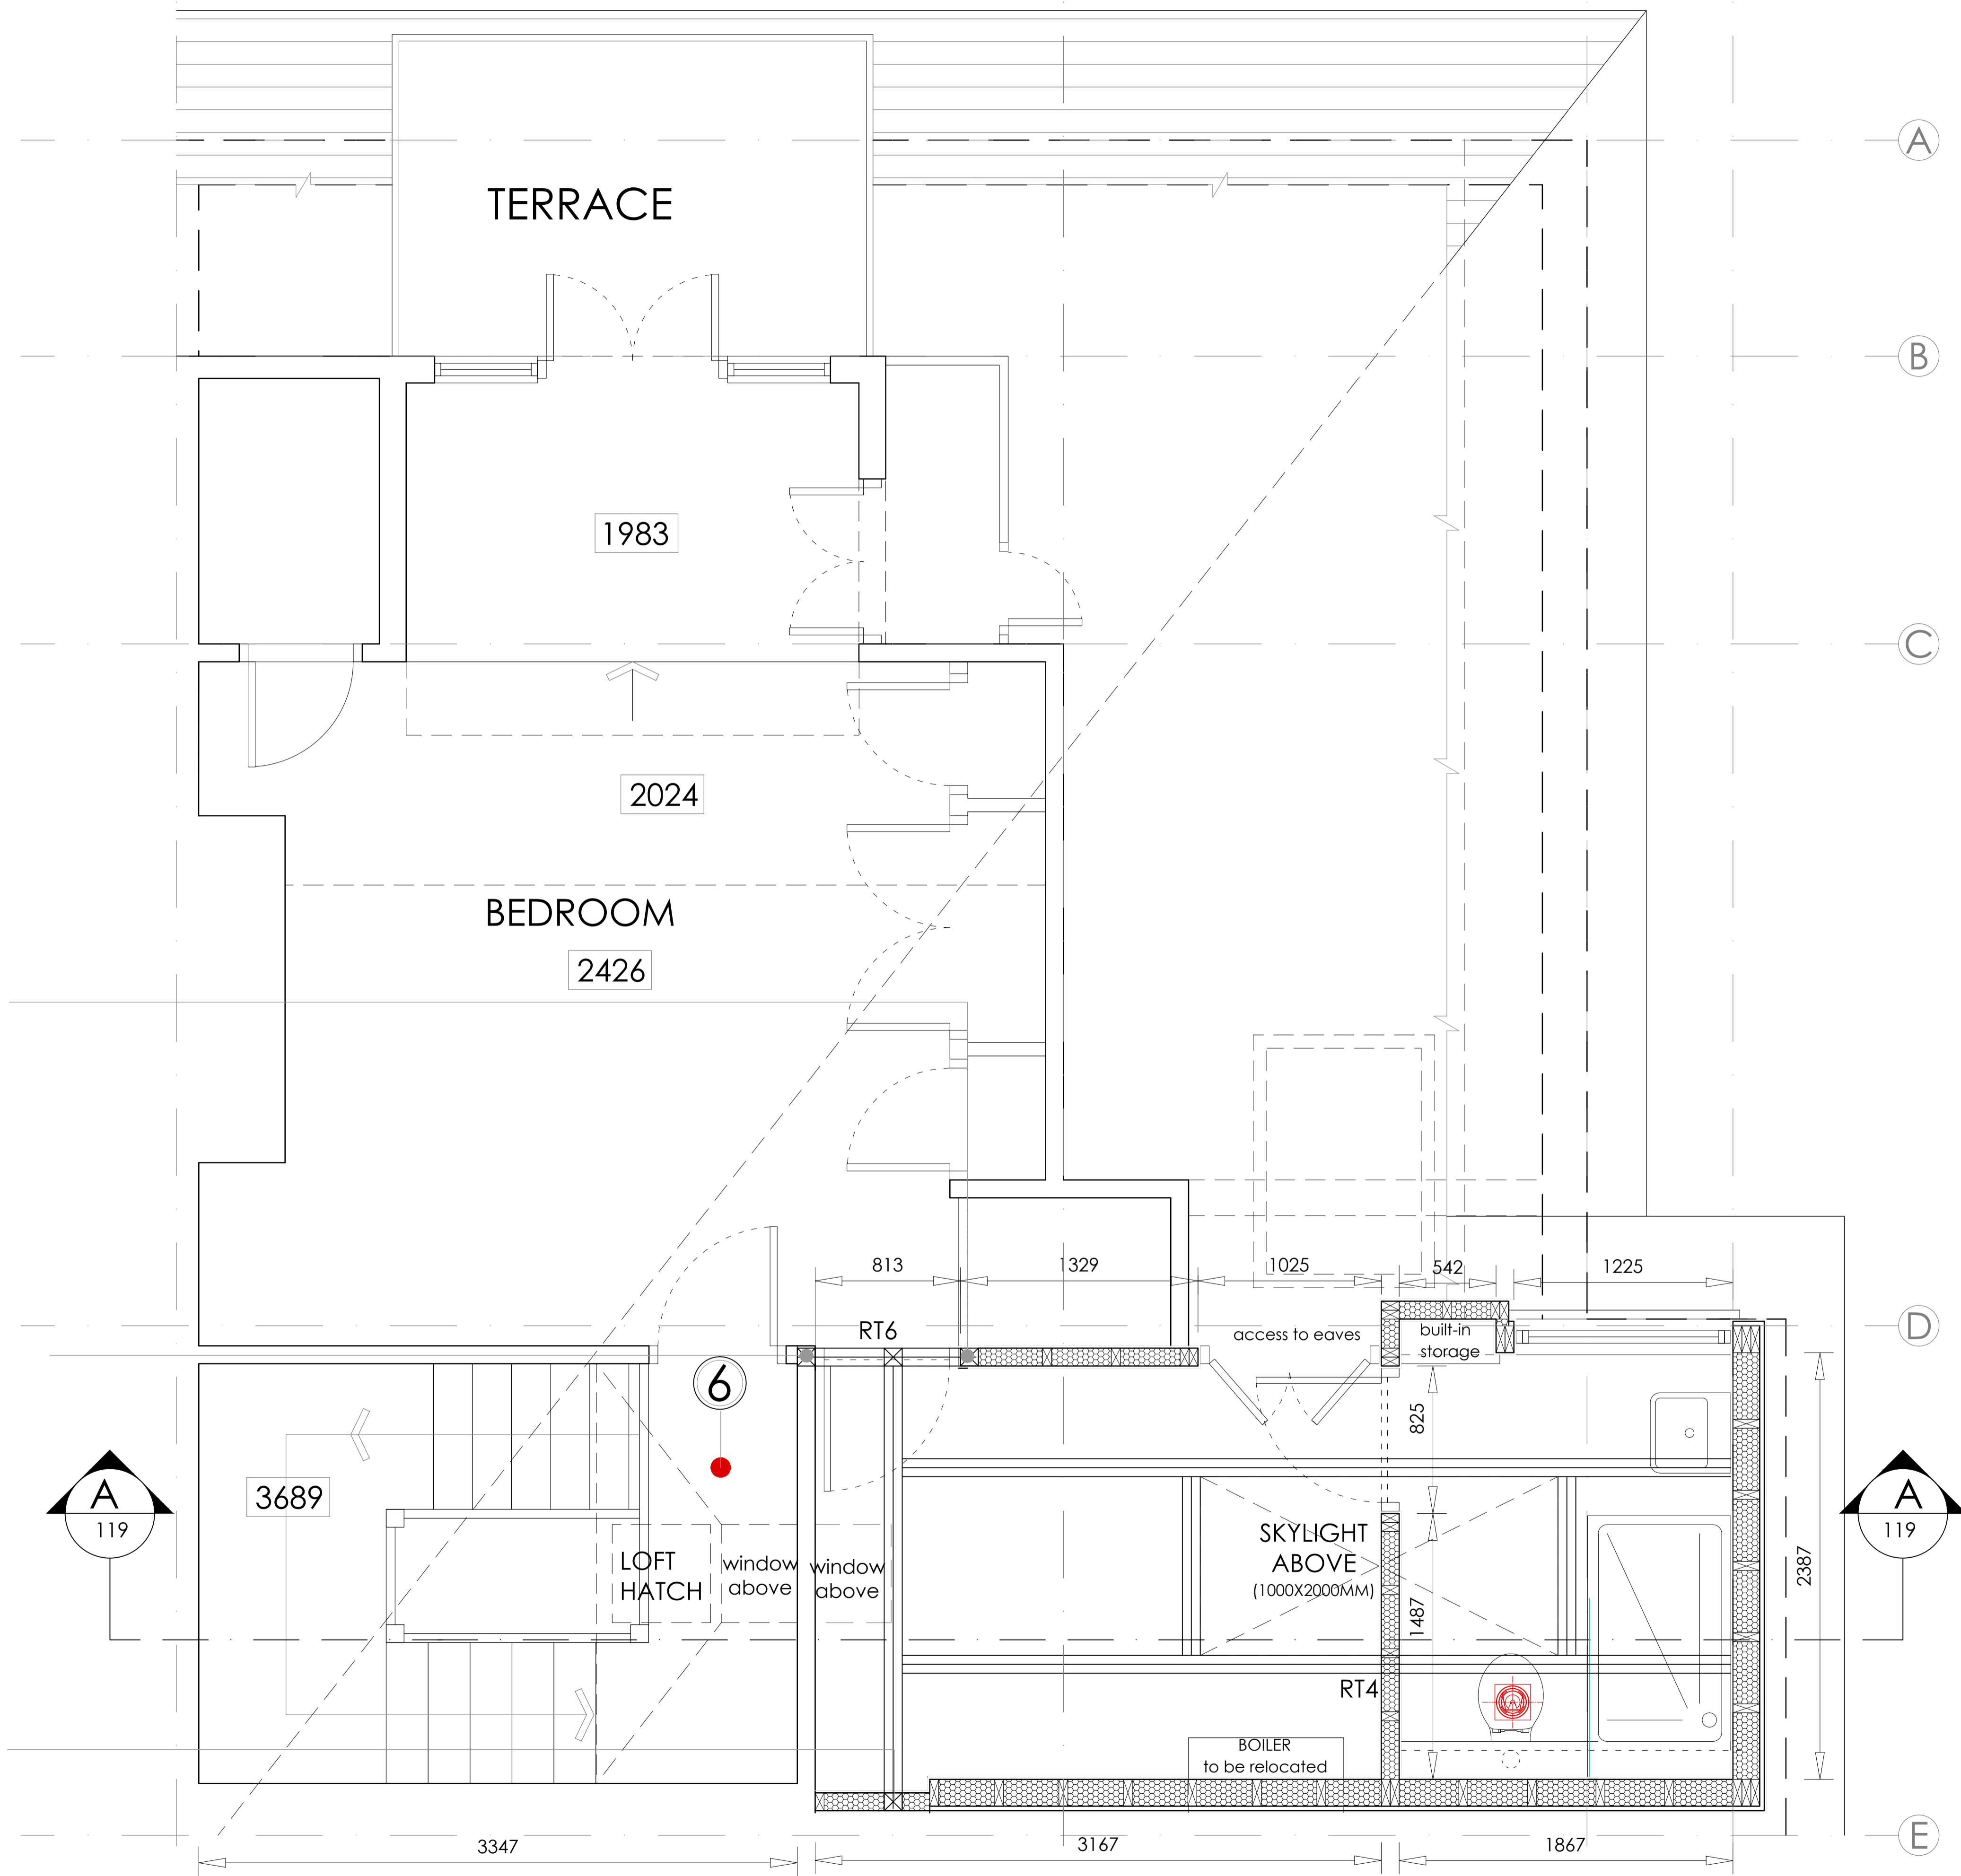 A
TERRACE
B
1983
C
2024
BEDROOM
2426
813
1329
1025
542
1225
RT6
access to eaves
built-in
storage
D
6
825
3689
A
119
A
119
SKYLIGHT
ABOVE
(1000X2000MM)
LOFT
HATCH
window
above
window
above
2387
1487
RT4
BOILER
to be relocated
E
3347
3167
1867